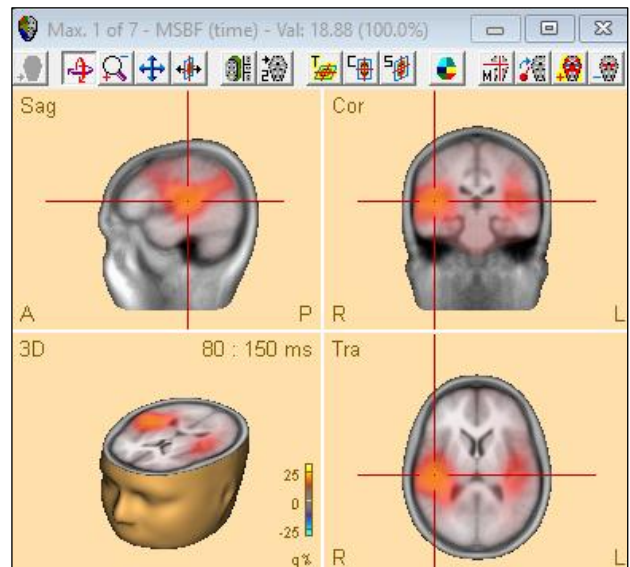 Max. 1 of 7 - MSBF (time) - Val: 18.88 (100.0%)
2 T C S M
Sag
Cor
A P R L
3D 80 : 150 ms Tra
25
0
-25
q%
R L